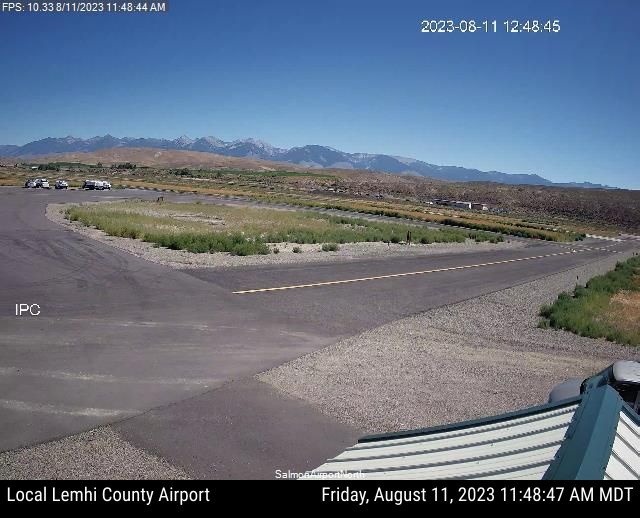 FPS: 10.33 8/11/2023 11:48:44 AM
2023-08-11 12:48:45
IPC
SalmonAirportNorth
Local Lemhi County Airport
Friday, August 11, 2023 11:48:47 AM MDT